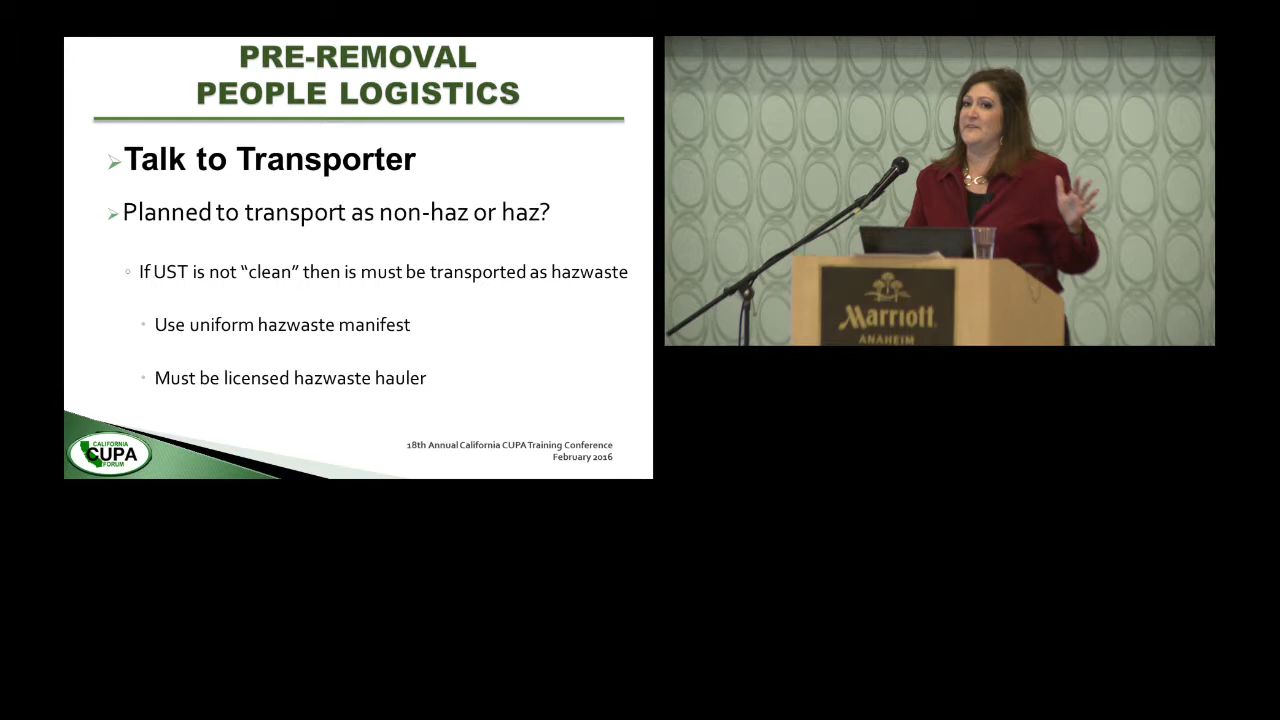 PRE-REMOVAL
PEOPLE LOGISTICS
Talk to Transporter
Planned to transport as non-haz or haz?
If UST is not “clean” then is must be transported as hazwaste
Use uniform hazwaste manifest
Must be licensed hazwaste hauler
18th Annual California CUPA Training Conference
February 2016
CALIFORNIA
CUPA
FORUM
Marriott
ANAHEIM